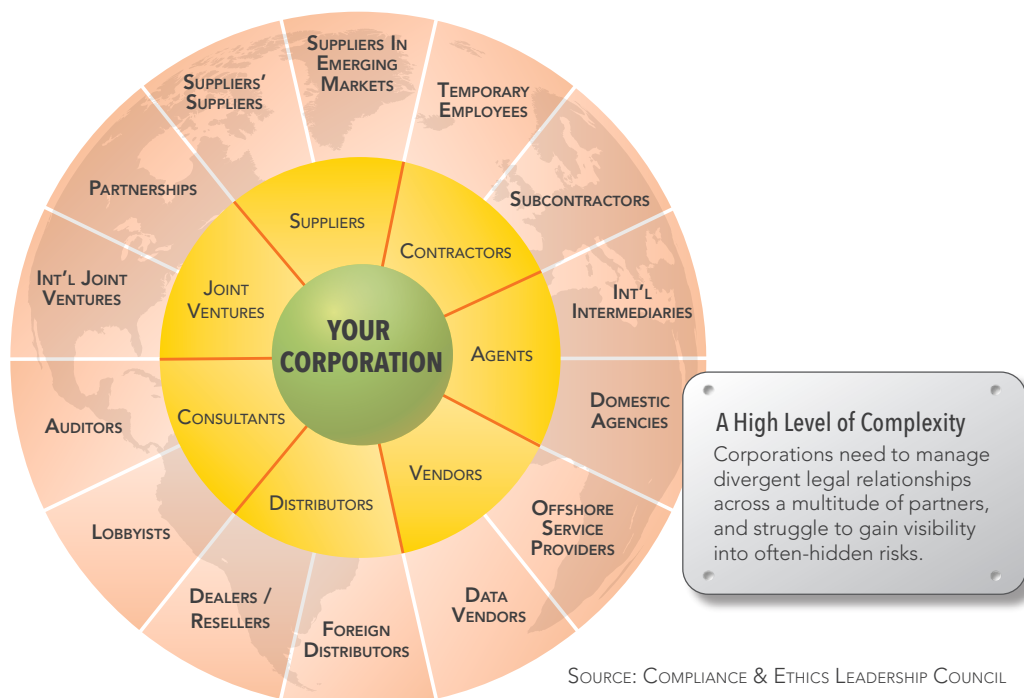 Suppliers In
Emerging
Markets
Temporary
Employees
Subcontractors
Int'l
Intermediaries
Domestic
Agencies
Offshore
Service
Providers
Data
Vendors
Foreign
Distributors
Dealers /
Resellers
Lobbyists
Auditors
Int'l Joint
Ventures
Partnerships
Suppliers'
Suppliers
Suppliers
Contractors
Agents
Vendors
Distributors
Consultants
Joint
Ventures
YOUR
CORPORATION
A High Level of Complexity
Corporations need to manage
divergent legal relationships
across a multitude of partners,
and struggle to gain visibility
into often-hidden risks.
Source: Compliance & Ethics Leadership Council